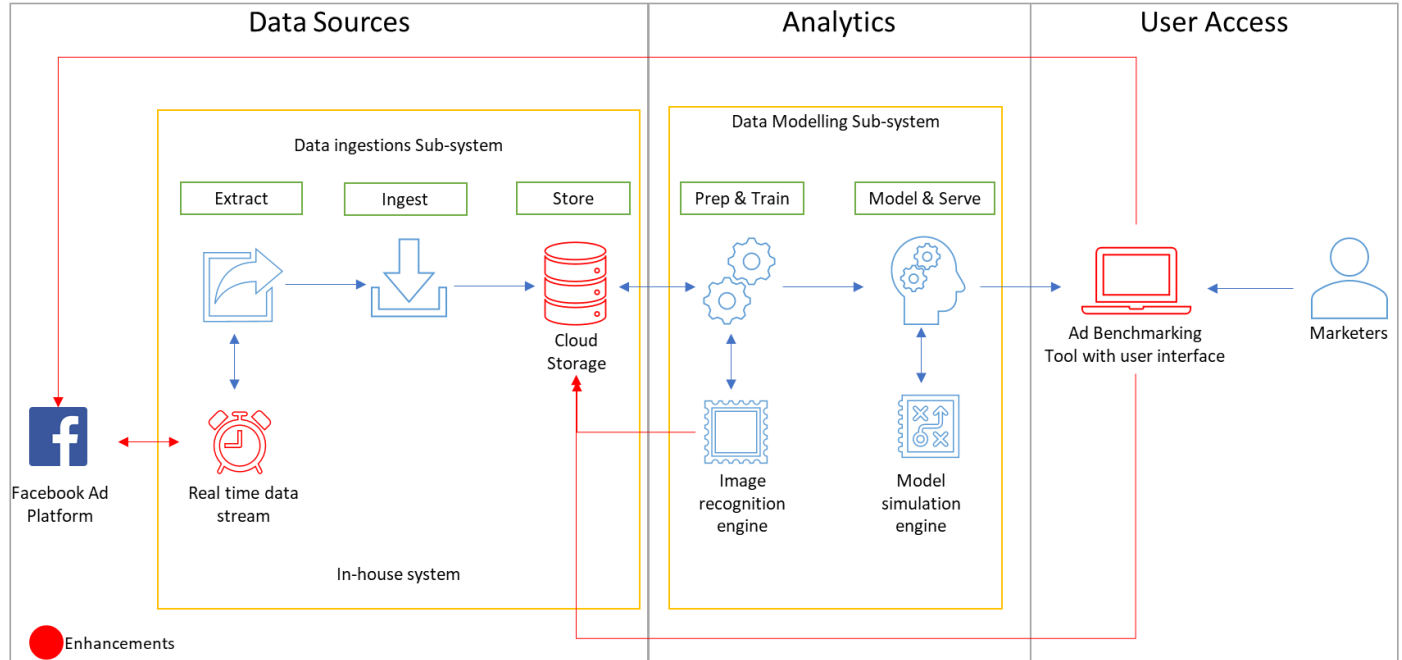 Data Sources
Analytics
User Access
Data ingestions Sub-system
Data Modelling Sub-system
Extract
Ingest
Store
Prep & Train
Model & Serve
Cloud
Storage
Ad Benchmarking
Tool with user interface
Marketers
Facebook Ad
Platform
Real time data
stream
Image
recognition
engine
Model
simulation
engine
In-house system
Enhancements